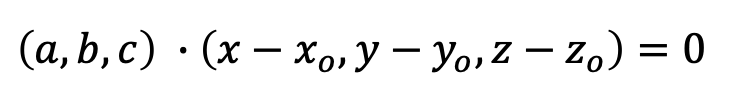 (a, b, c) · (x − xₒ, y − yₒ, z − zₒ) = 0